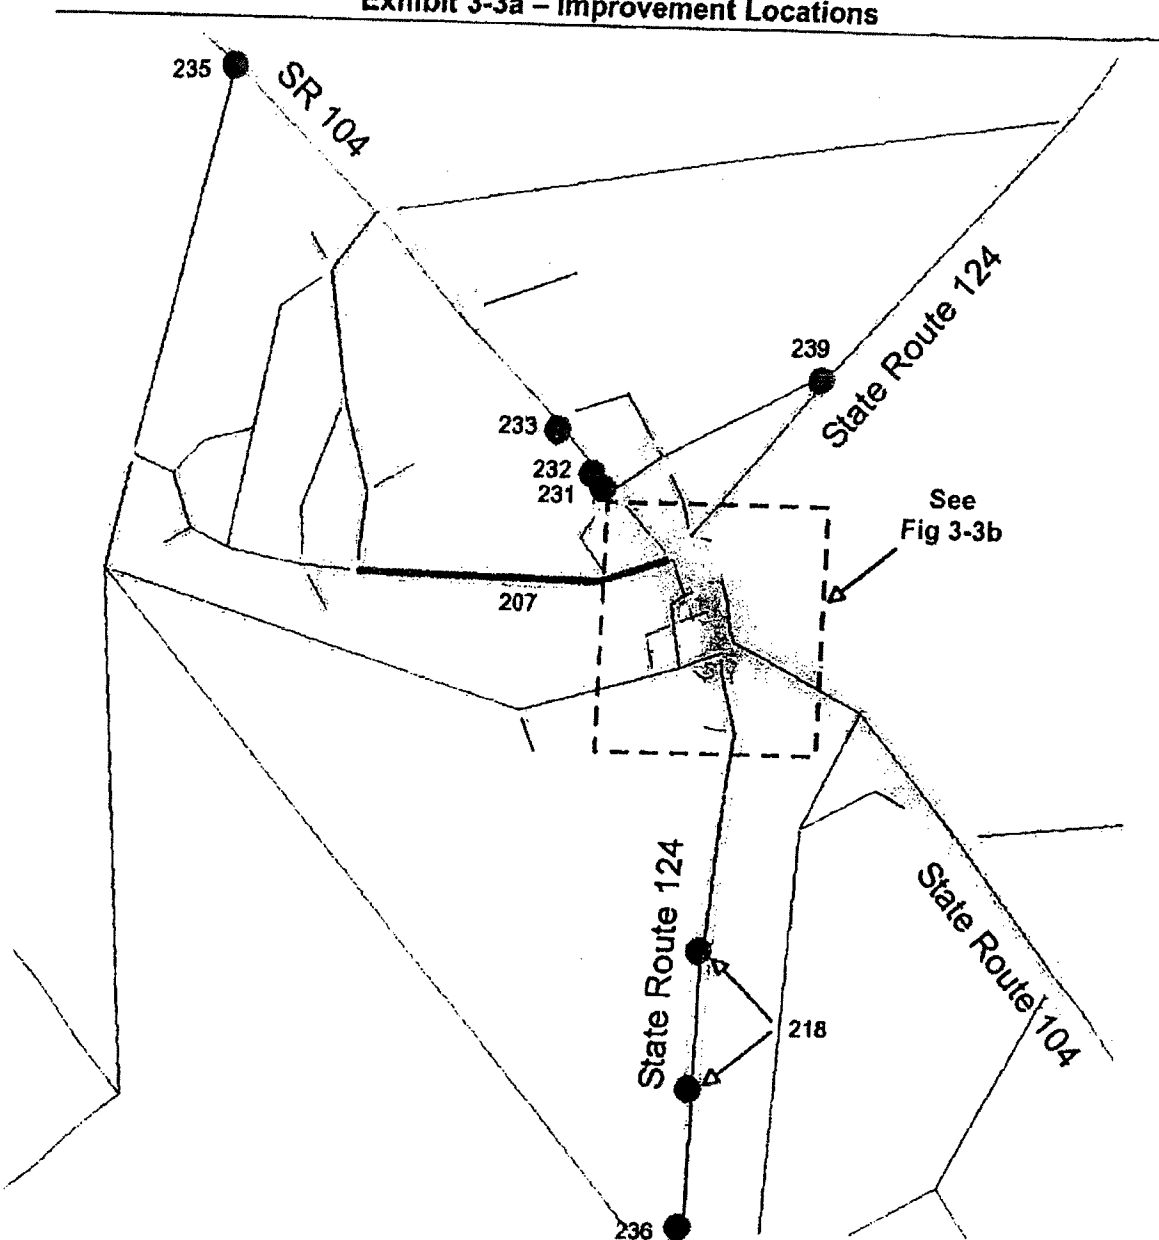 Exhibit 3-3a – Improvement Locations
235
SR 104
State Route 124
239
233
232
231
See
Fig 3-3b
207
State Route 124
State Route 104
218
236